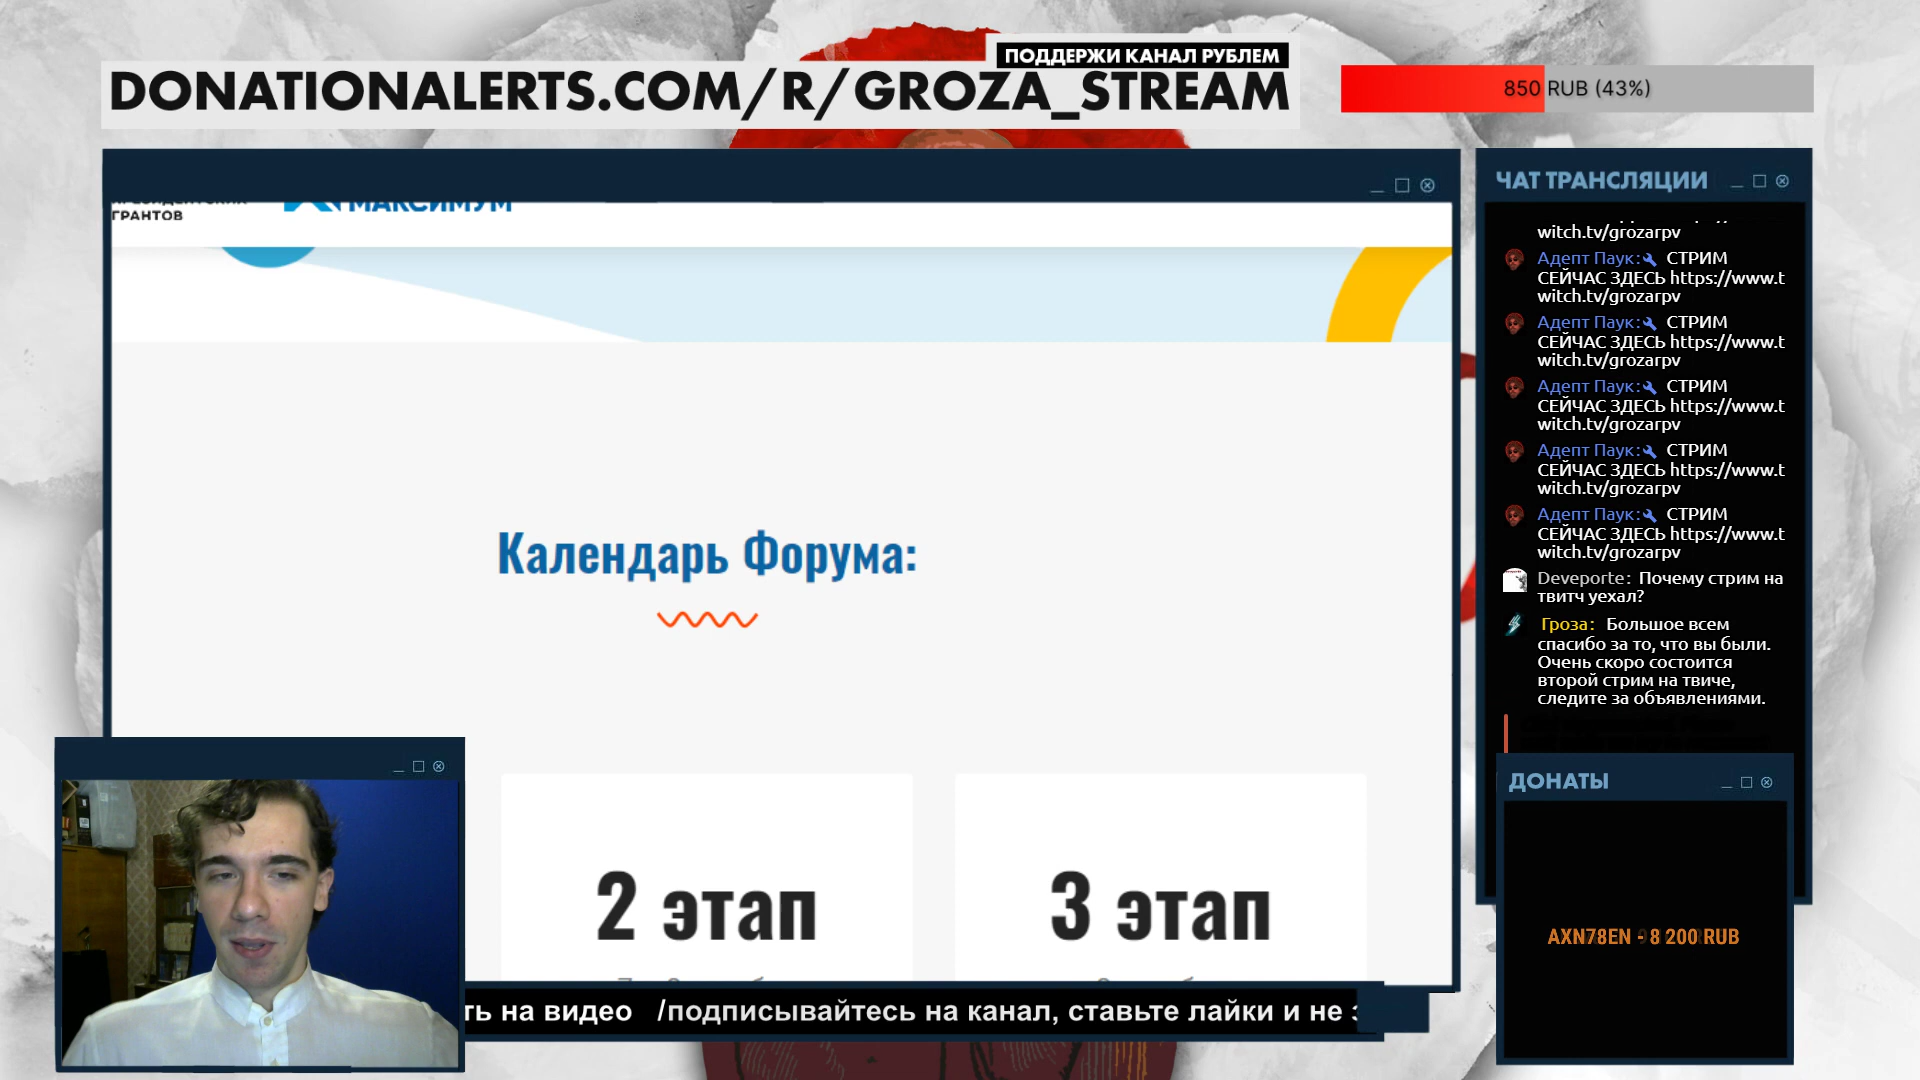 ПОДДЕРЖИ КАНАЛ РУБЛЕМ
DONATIONALERTS.COM/R/GROZA_STREAM
850 RUB (43%)
ГРАНТОВ
МАКСИМУМ
Календарь Форума:
2 этап
3 этап
ть на видео /подписывайтесь на канал, ставьте лайки и не
ЧАТ ТРАНСЛЯЦИИ
witch.tv/grozarpv
Адепт Паук: СТРИМ
СЕЙЧАС ЗДЕСЬ https://www.t
witch.tv/grozarpv
Адепт Паук: СТРИМ
СЕЙЧАС ЗДЕСЬ https://www.t
witch.tv/grozarpv
Адепт Паук: СТРИМ
СЕЙЧАС ЗДЕСЬ https://www.t
witch.tv/grozarpv
Адепт Паук: СТРИМ
СЕЙЧАС ЗДЕСЬ https://www.t
witch.tv/grozarpv
Адепт Паук: СТРИМ
СЕЙЧАС ЗДЕСЬ https://www.t
witch.tv/grozarpv
Deveporte: Почему стрим на
твитч уехал?
Гроза: Большое всем
спасибо за то, что вы были.
Очень скоро состоится
второй стрим на твиче,
следите за объявлениями.
ДОНАТЫ
AXN78EN - 8 200 RUB